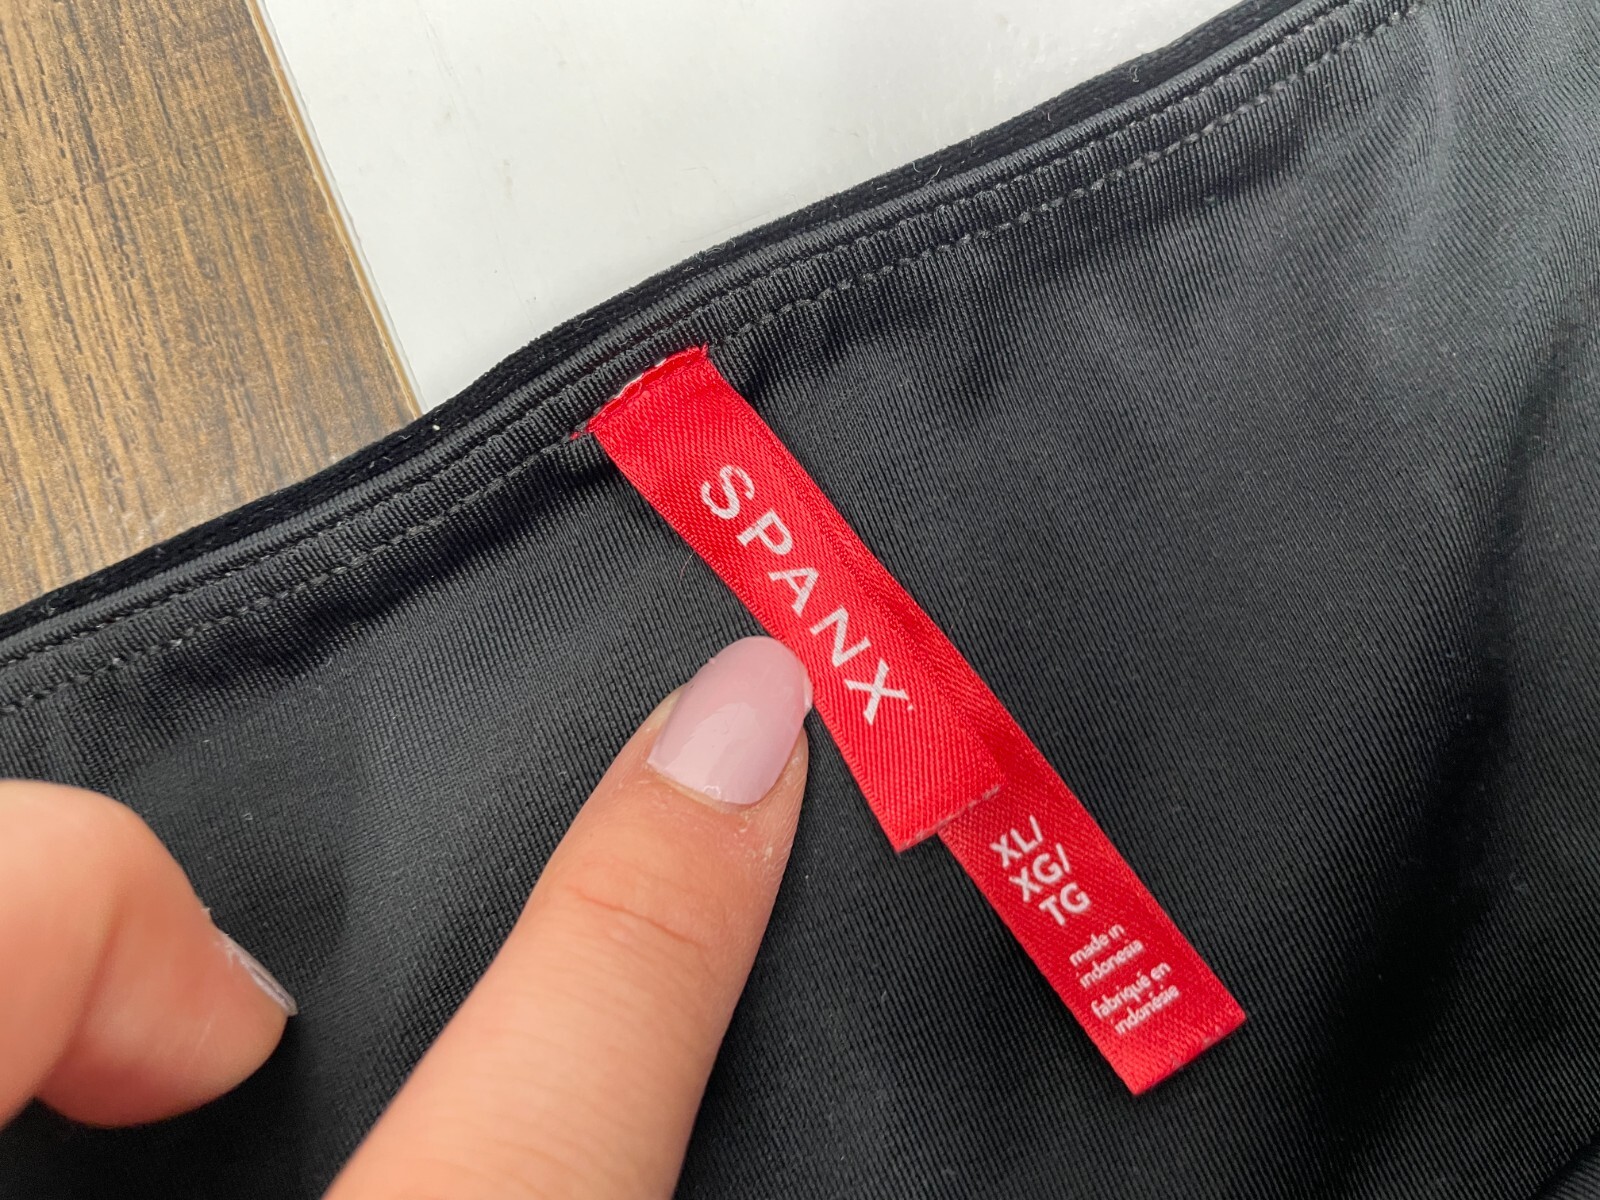 SPANX
XL/
XG/
TG
made in
indonesia
fabriqué en
indonésie